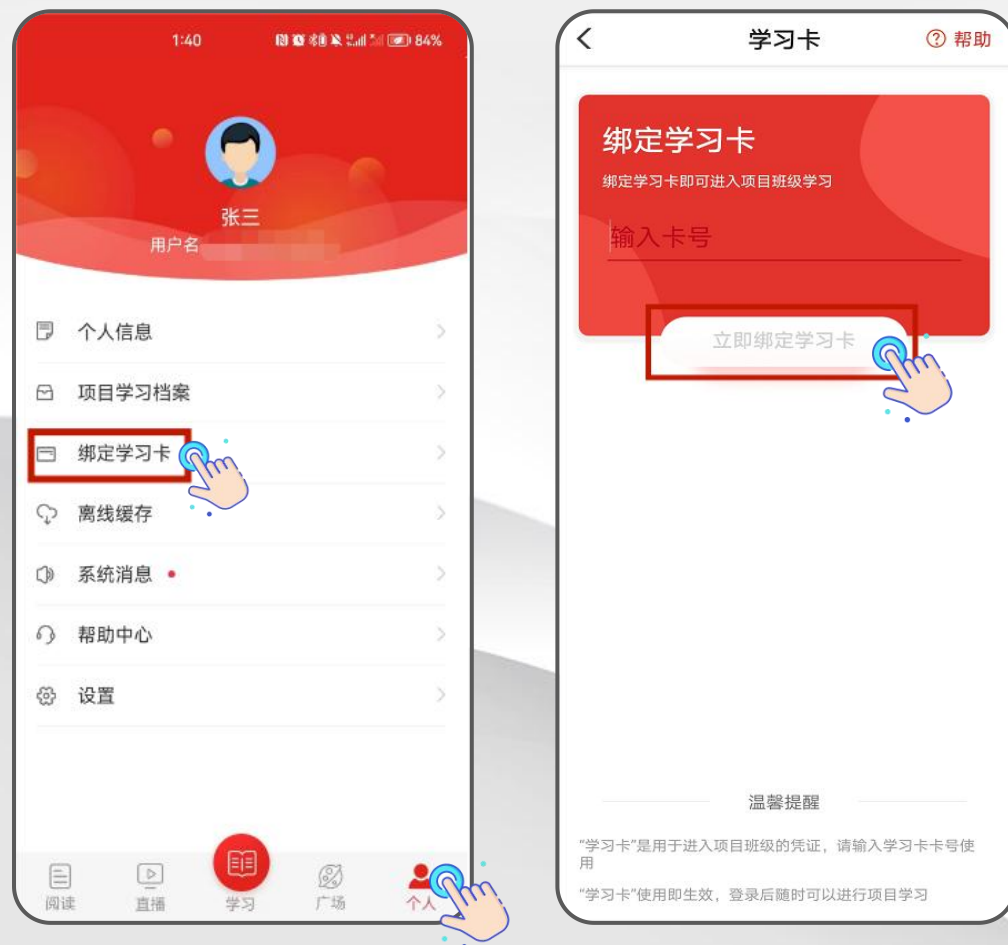 1:40
84%
张三
用户名
个人信息
项目学习档案
绑定学习卡
离线缓存
系统消息
帮助中心
设置
阅读
直播
学习
广场
个人
学习卡
帮助
绑定学习卡
绑定学习卡即可进入项目班级学习
输入卡号
立即绑定学习卡
温馨提醒
“学习卡”是用于进入项目班级的凭证，请输入学习卡卡号使
用
“学习卡”使用即生效，登录后随时可以进行项目学习